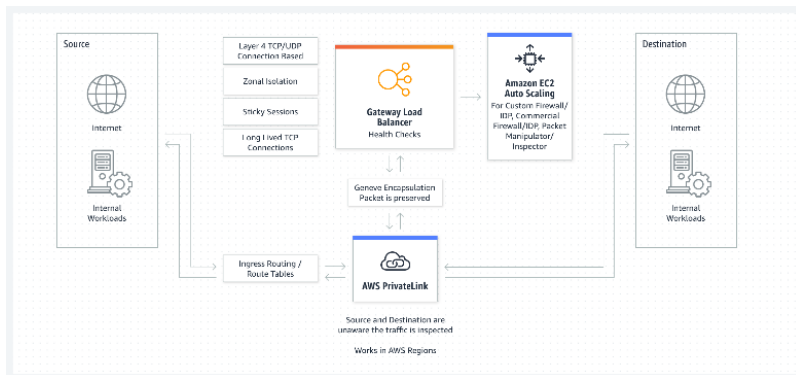 Source
Internet
Internal
Workloads
Layer 4 TCP/UDP
Connection Based
Zonal Isolation
Sticky Sessions
Long Lived TCP
Connections
Gateway Load
Balancer
Health Checks
Amazon EC2
Auto Scaling
For Custom Firewall/
IDP, Commercial
Firewall/IDP, Packet
Manipulator/
Inspector
Destination
Internet
Internal
Workloads
Geneve Encapsulation
Packet is preserved
Ingress Routing /
Route Tables
AWS PrivateLink
Source and Destination are
unaware the traffic is inspected
Works in AWS Regions